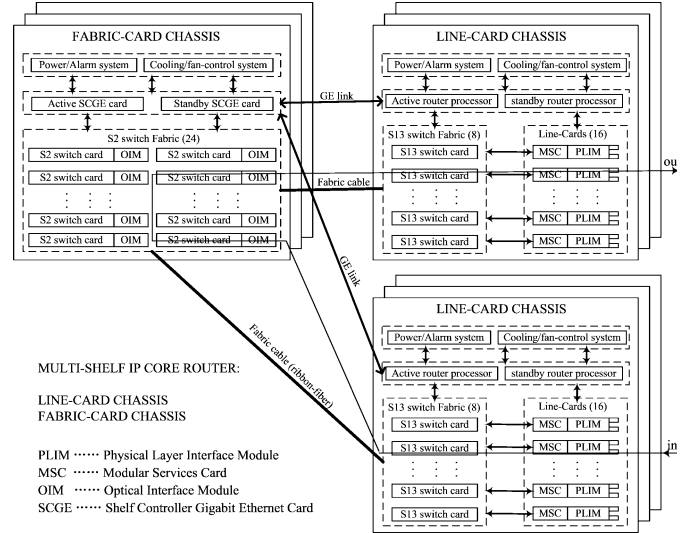 FABRIC-CARD CHASSIS
Power/Alarm system
Cooling/fan-control system
Active SCGE card
Standby SCGE card
S2 switch Fabric (24)
S2 switch card OIM S2 switch card OIM
S2 switch card OIM S2 switch card OIM
S2 switch card OIM S2 switch card OIM
S2 switch card OIM S2 switch card OIM
GE link
Fabric cable
GE link
Fabric cable (ribbon-fiber)
LINE-CARD CHASSIS
Power/Alarm system
Cooling/fan-control system
Active router processor
standby router processor
S13 switch Fabric (8)
Line-Cards (16)
S13 switch card MSC PLIM
S13 switch card MSC PLIM
S13 switch card MSC PLIM
S13 switch card MSC PLIM
ou
LINE-CARD CHASSIS
Power/Alarm system
Cooling/fan-control system
Active router processor
standby router processor
S13 switch Fabric (8)
Line-Cards (16)
S13 switch card MSC PLIM
S13 switch card MSC PLIM
S13 switch card MSC PLIM
S13 switch card MSC PLIM
in
MULTI-SHELF IP CORE ROUTER:
LINE-CARD CHASSIS
FABRIC-CARD CHASSIS
PLIM ······ Physical Layer Interface Module
MSC ······ Modular Services Card
OIM ······ Optical Interface Module
SCGE ······ Shelf Controller Gigabit Ethernet Card